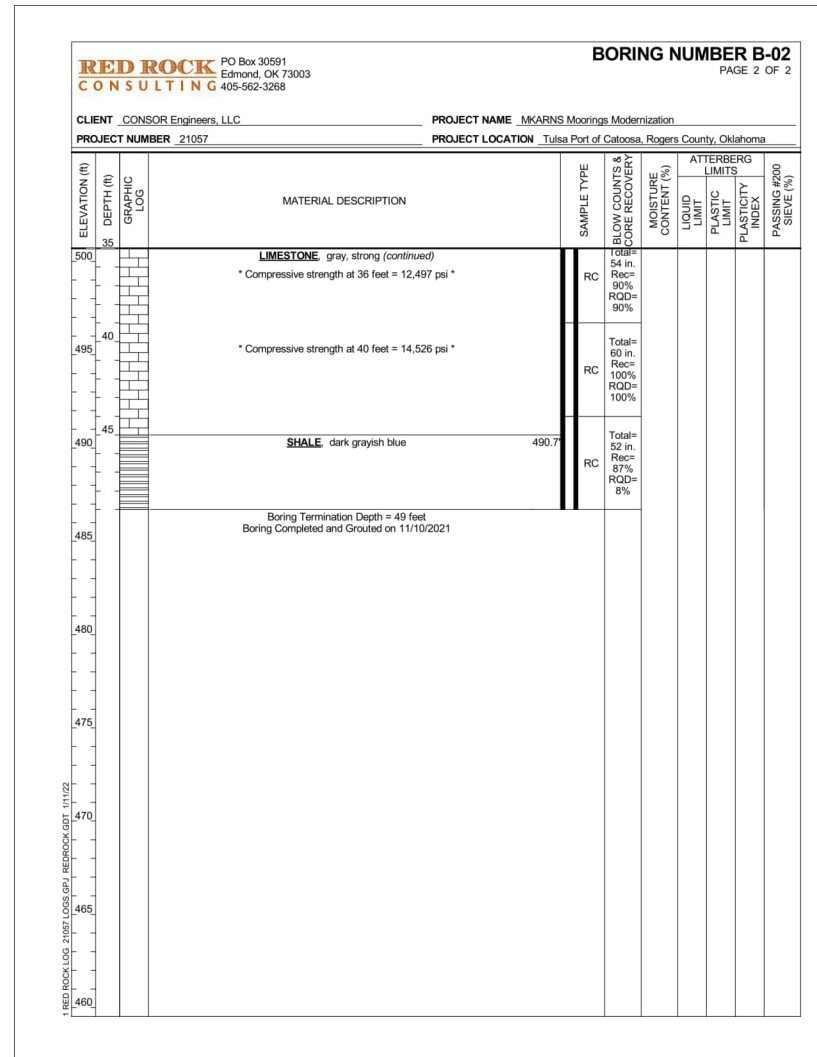 BORING NUMBER B-02
PAGE 2 OF 2
RED ROCK
CONSULTING
PO Box 30591
Edmond, OK 73003
405-562-3268
CLIENT CONSOR Engineers, LLC
PROJECT NAME MKARNS Moorings Modernization
PROJECT NUMBER 21057
PROJECT LOCATION Tulsa Port of Catoosa, Rogers County, Oklahoma
ELEVATION (ft)
DEPTH (ft)
GRAPHIC
LOG
MATERIAL DESCRIPTION
SAMPLE TYPE
BLOW COUNTS &
CORE RECOVERY
MOISTURE
CONTENT (%)
ATTERBERG
LIMITS
LIQUID
LIMIT
PLASTIC
LIMIT
PLASTICITY
INDEX
PASSING #200
SIEVE (%)
35
500
LIMESTONE, gray, strong (continued)
* Compressive strength at 36 feet = 12,497 psi *
RC
Total=
54 in.
Rec=
90%
RQD=
90%
40
495
* Compressive strength at 40 feet = 14,526 psi *
RC
Total=
60 in.
Rec=
100%
RQD=
100%
45
490
SHALE, dark grayish blue
490.7'
RC
Total=
52 in.
Rec=
87%
RQD=
8%
Boring Termination Depth = 49 feet
Boring Completed and Grouted on 11/10/2021
485
480
475
470
465
460
1 RED ROCK LOG 21057 LOGS.GPJ REDROCK.GDT 1/11/22